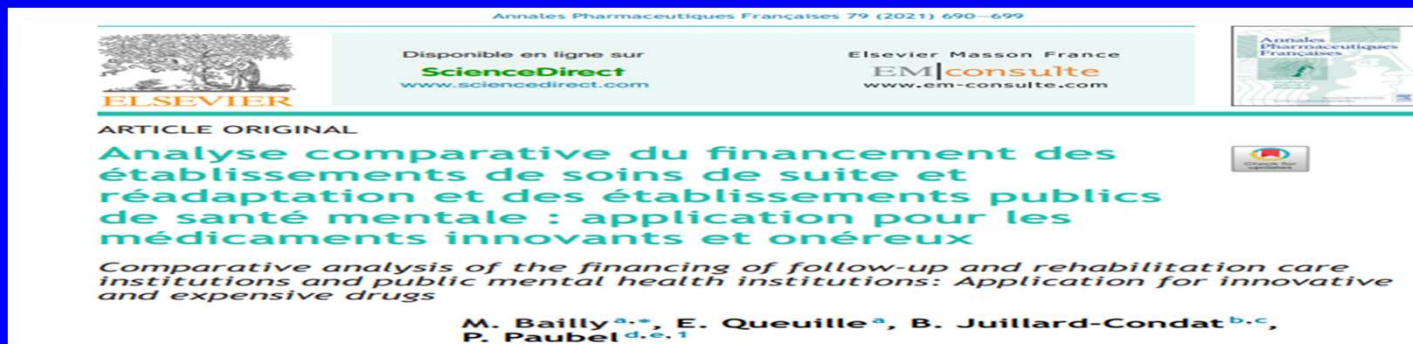 Annales Pharmaceutiques Françaises 79 (2021) 690—699
Disponible en ligne sur
ScienceDirect
www.sciencedirect.com
Elsevier Masson France
EM|consulte
www.em-consulte.com
Annales
Pharmaceutiques
Françaises
ELSEVIER
ARTICLE ORIGINAL
Analyse comparative du financement des
établissements de soins de suite et
réadaptation et des établissements publics
de santé mentale : application pour les
médicaments innovants et onéreux
Check for
updates
Comparative analysis of the financing of follow-up and rehabilitation care
institutions and public mental health institutions: Application for innovative
and expensive drugs
M. Bailly a,*, E. Queuille a, B. Juillard-Condat b,c,
P. Paubel d,e,1